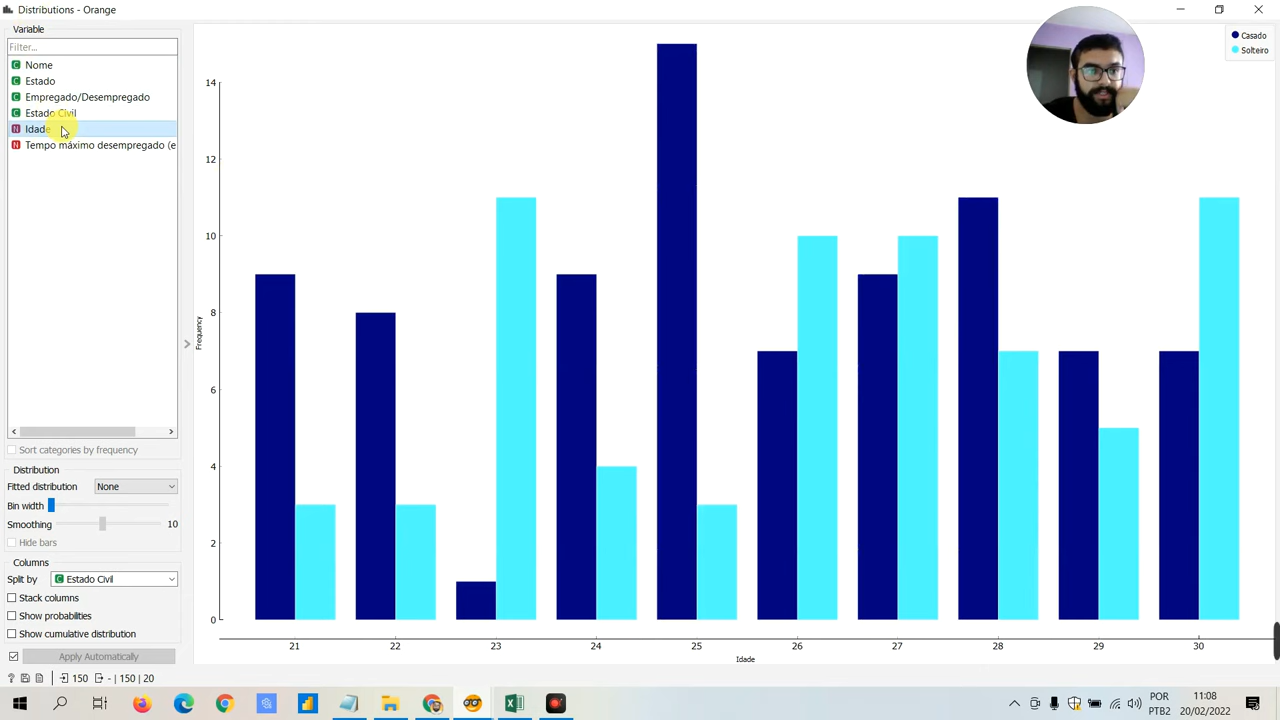 Distributions - Orange
Variable
Filter...
C Nome
C Estado
C Empregado/Desempregado
C Estado Civil
N Idade
N Tempo máximo desempregado (e
Sort categories by frequency
Distribution
Fitted distribution None
Bin width
Smoothing 10
Hide bars
Columns
Split by C Estado Civil
Stack columns
Show probabilities
Show cumulative distribution
Apply Automatically
150 - | 150 | 20
Casado
Solteiro
14
12
10
8
6
4
2
0
Frequency
21 22 23 24 25 26 27 28 29 30
Idade
POR
PTB2
11:08
20/02/2022